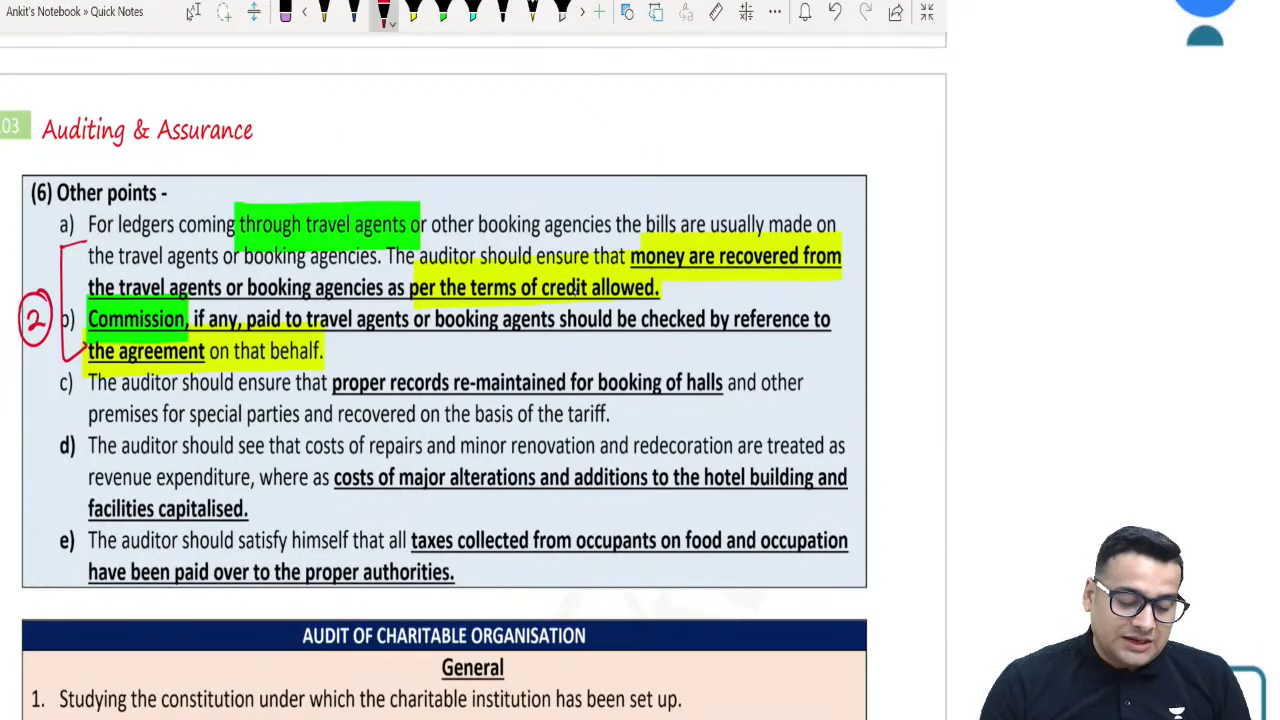 Ankit's Notebook » Quick Notes
03
Auditing & Assurance
(6) Other points -
a) For ledgers coming through travel agents or other booking agencies the bills are usually made on
the travel agents or booking agencies. The auditor should ensure that money are recovered from
the travel agents or booking agencies as per the terms of credit allowed.
2
b) Commission, if any, paid to travel agents or booking agents should be checked by reference to
the agreement on that behalf.
c) The auditor should ensure that proper records re-maintained for booking of halls and other
premises for special parties and recovered on the basis of the tariff.
d) The auditor should see that costs of repairs and minor renovation and redecoration are treated as
revenue expenditure, where as costs of major alterations and additions to the hotel building and
facilities capitalised.
e) The auditor should satisfy himself that all taxes collected from occupants on food and occupation
have been paid over to the proper authorities.
AUDIT OF CHARITABLE ORGANISATION
General
1. Studying the constitution under which the charitable institution has been set up.